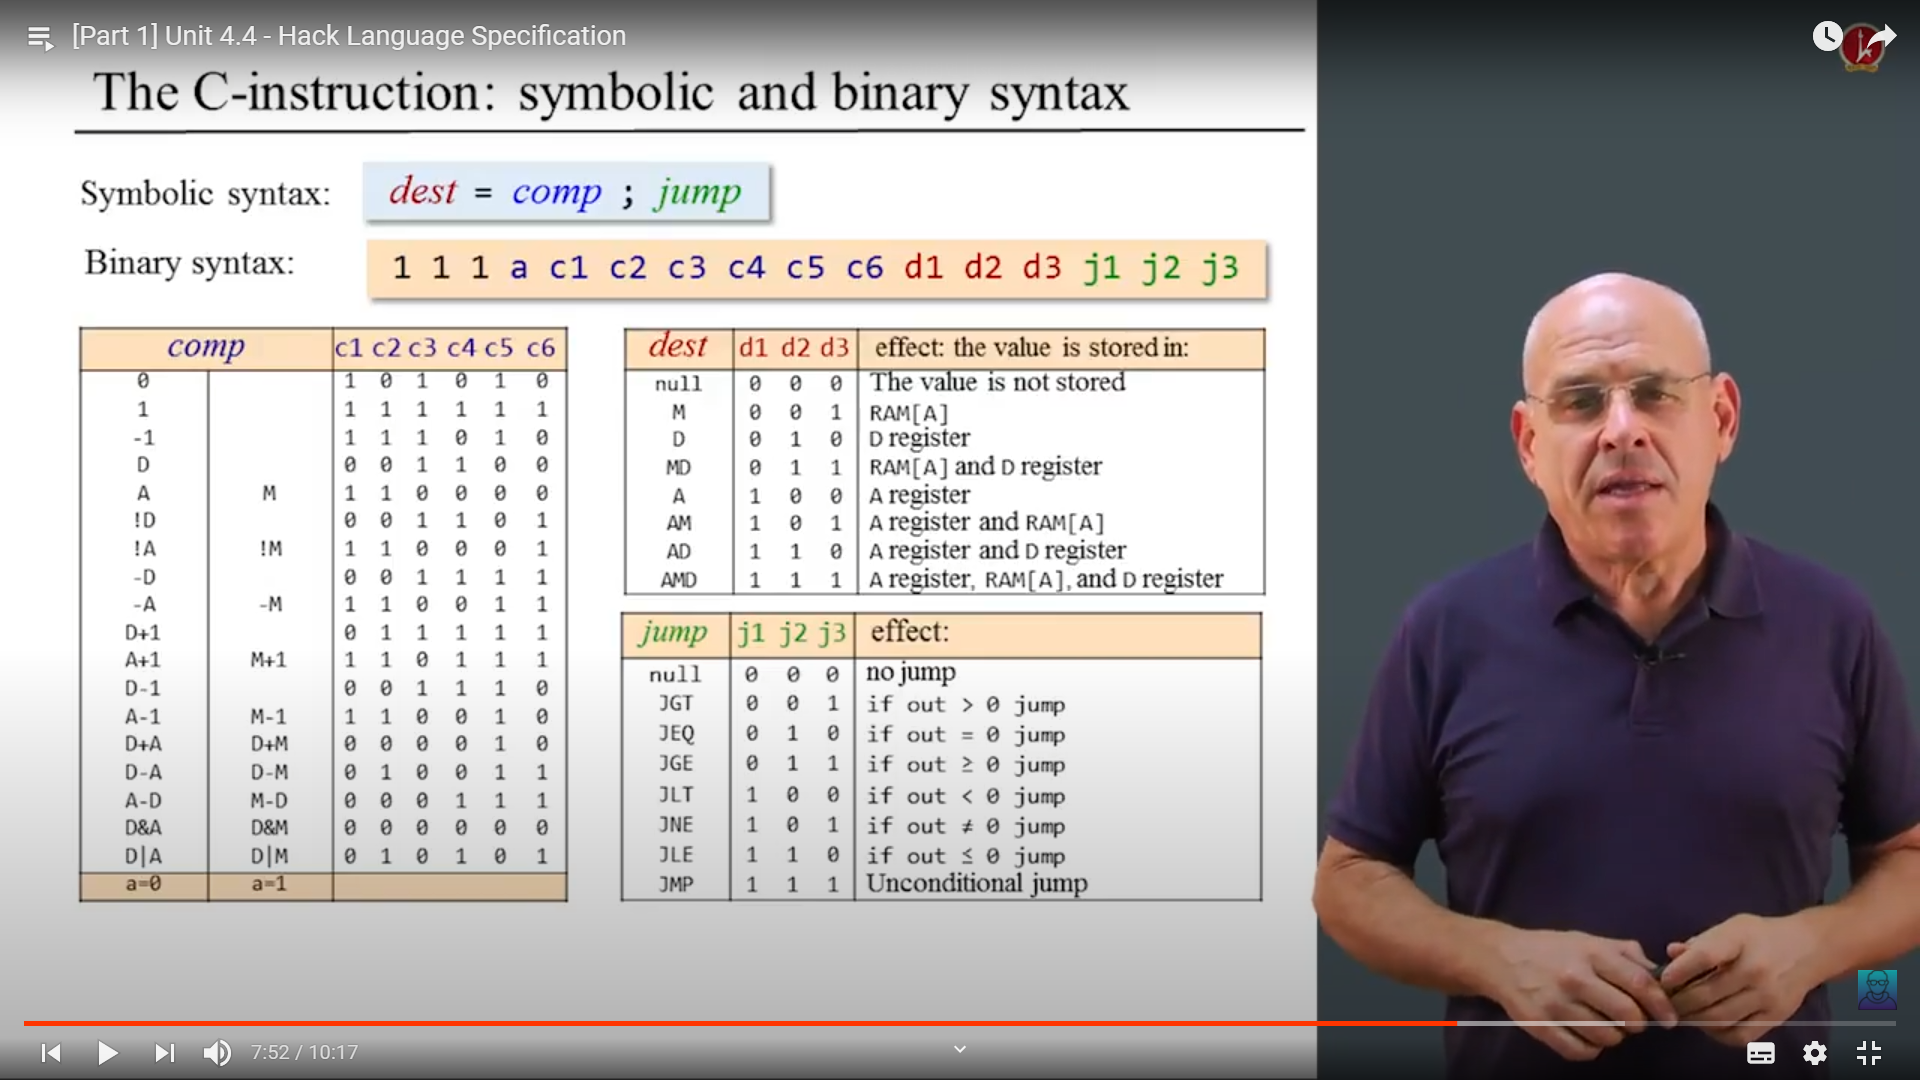 [Part 1] Unit 4.4 - Hack Language Specification
The C-instruction: symbolic and binary syntax
Symbolic syntax: dest = comp ; jump
Binary syntax: 1 1 1 a c1 c2 c3 c4 c5 c6 d1 d2 d3 j1 j2 j3
comp c1 c2 c3 c4 c5 c6
0 1 0 1 0 1 0
1 1 1 1 1 1 1
-1 1 1 1 0 1 0
D 0 0 1 1 0 0
A M 1 1 0 0 0 0
!D 0 0 1 1 0 1
!A !M 1 1 0 0 0 1
-D 0 0 1 1 1 1
-A -M 1 1 0 0 1 1
D+1 0 1 1 1 1 1
A+1 M+1 1 1 0 1 1 1
D-1 0 0 1 1 1 0
A-1 M-1 1 1 0 0 1 0
D+A D+M 0 0 0 0 1 0
D-A D-M 0 1 0 0 1 1
A-D M-D 0 0 0 1 1 1
D&A D&M 0 0 0 0 0 0
D|A D|M 0 1 0 1 0 1
a=0 a=1
dest d1 d2 d3 effect: the value is stored in:
null 0 0 0 The value is not stored
M 0 0 1 RAM[A]
D 0 1 0 D register
MD 0 1 1 RAM[A] and D register
A 1 0 0 A register
AM 1 0 1 A register and RAM[A]
AD 1 1 0 A register and D register
AMD 1 1 1 A register, RAM[A], and D register
jump j1 j2 j3 effect:
null 0 0 0 no jump
JGT 0 0 1 if out > 0 jump
JEQ 0 1 0 if out = 0 jump
JGE 0 1 1 if out ≥ 0 jump
JLT 1 0 0 if out < 0 jump
JNE 1 0 1 if out ≠ 0 jump
JLE 1 1 0 if out ≤ 0 jump
JMP 1 1 1 Unconditional jump
7:52 / 10:17